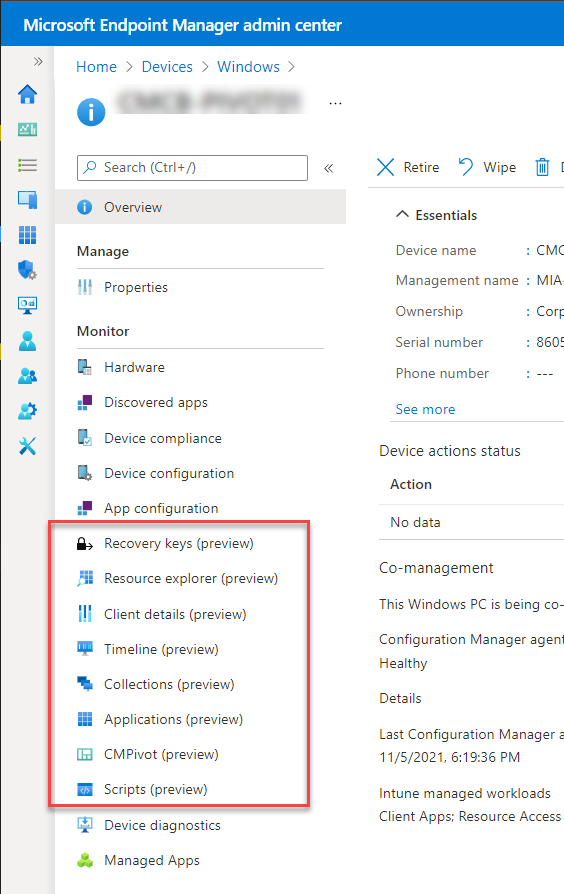 Microsoft Endpoint Manager admin center
Home > Devices > Windows >
...
Search (Ctrl+/)
Overview
Manage
Properties
Monitor
Hardware
Discovered apps
Device compliance
Device configuration
App configuration
Recovery keys (preview)
Resource explorer (preview)
Client details (preview)
Timeline (preview)
Collections (preview)
Applications (preview)
CMPivot (preview)
Scripts (preview)
Device diagnostics
Managed Apps
Retire Wipe
Essentials
Device name : CMC
Management name : MIA-
Ownership : Corp
Serial number : 8605
Phone number : ---
See more
Device actions status
Action
No data
Co-management
This Windows PC is being co-
Configuration Manager agent
Healthy
Details
Last Configuration Manager a
11/5/2021, 6:19:36 PM
Intune managed workloads
Client Apps; Resource Access